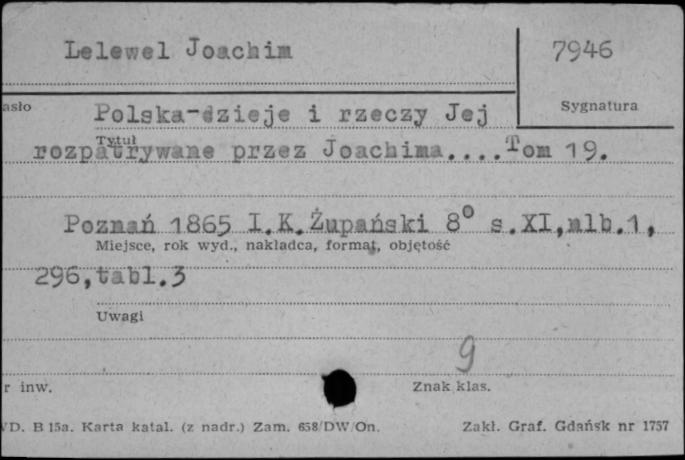 Lelewel Joachim
7946
asło
Sygnatura
Polska-dzieje i rzeczy Jej
Tytuł
rozpatrywane przez Joachima....Tom 19.
Poznań 1865 I.K.Żupański 8° s.XI,nlb.1,
Miejsce, rok wyd., nakładca, format, objętość
296,tabl.3
Uwagi
9
r inw.
Znak klas.
VD. B 15a. Karta katal. (z nadr.) Zam. 658/DW/On.
Zakł. Graf. Gdańsk nr 1757